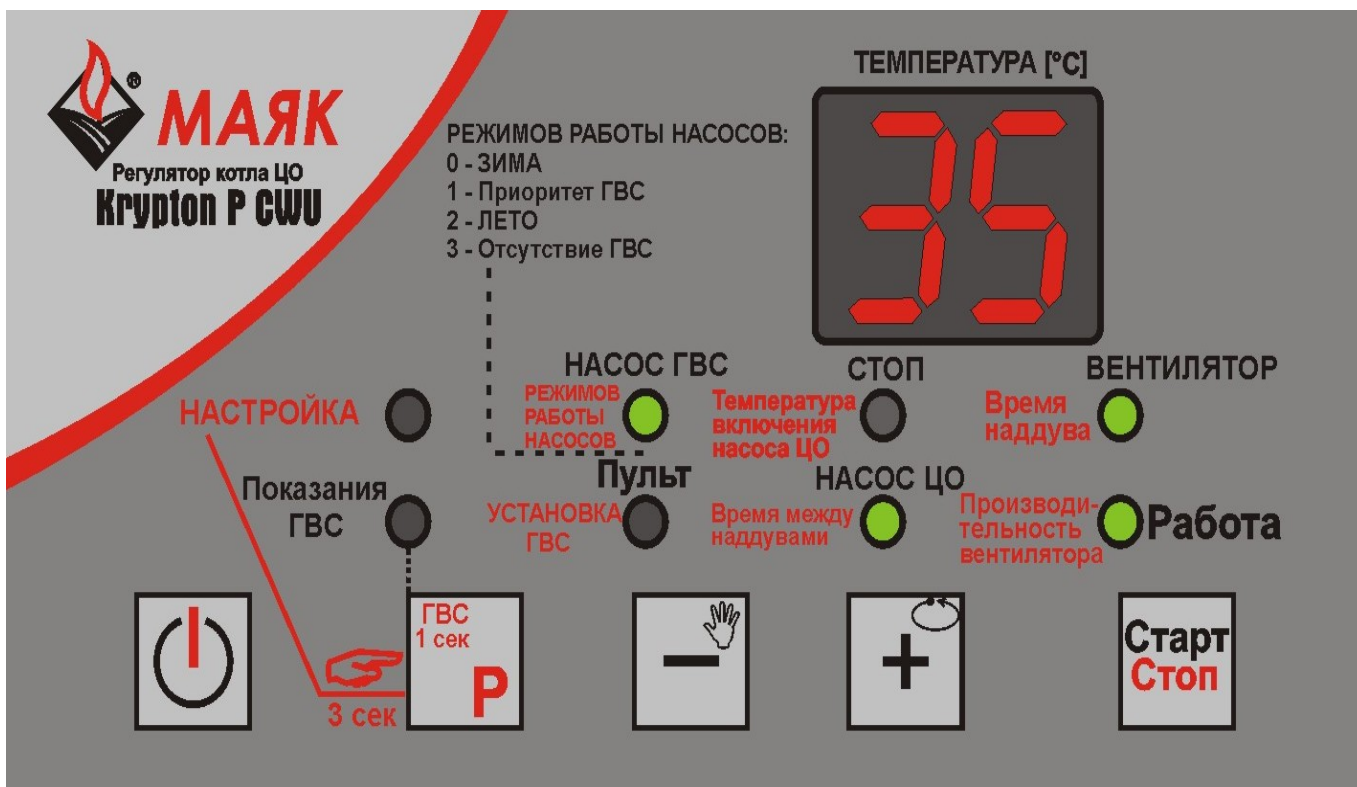 ТЕМПЕРАТУРА [°C]
®
МАЯК
Регулятор котла ЦО
Krypton P CWU
РЕЖИМОВ РАБОТЫ НАСОСОВ:
0 - ЗИМА
1 - Приоритет ГВС
2 - ЛЕТО
3 - Отсутствие ГВС
35
НАСОС ГВС
СТОП
ВЕНТИЛЯТОР
НАСТРОЙКА
РЕЖИМОВ
РАБОТЫ
НАСОСОВ
Температура
включения
насоса ЦО
Время
наддува
Показания
ГВС
Пульт
УСТАНОВКА
ГВС
НАСОС ЦО
Время между
наддувами
Производи-
тельность
вентилятора
Работа
3 сек
ГВС
1 сек
P
−
+
Старт
Стоп